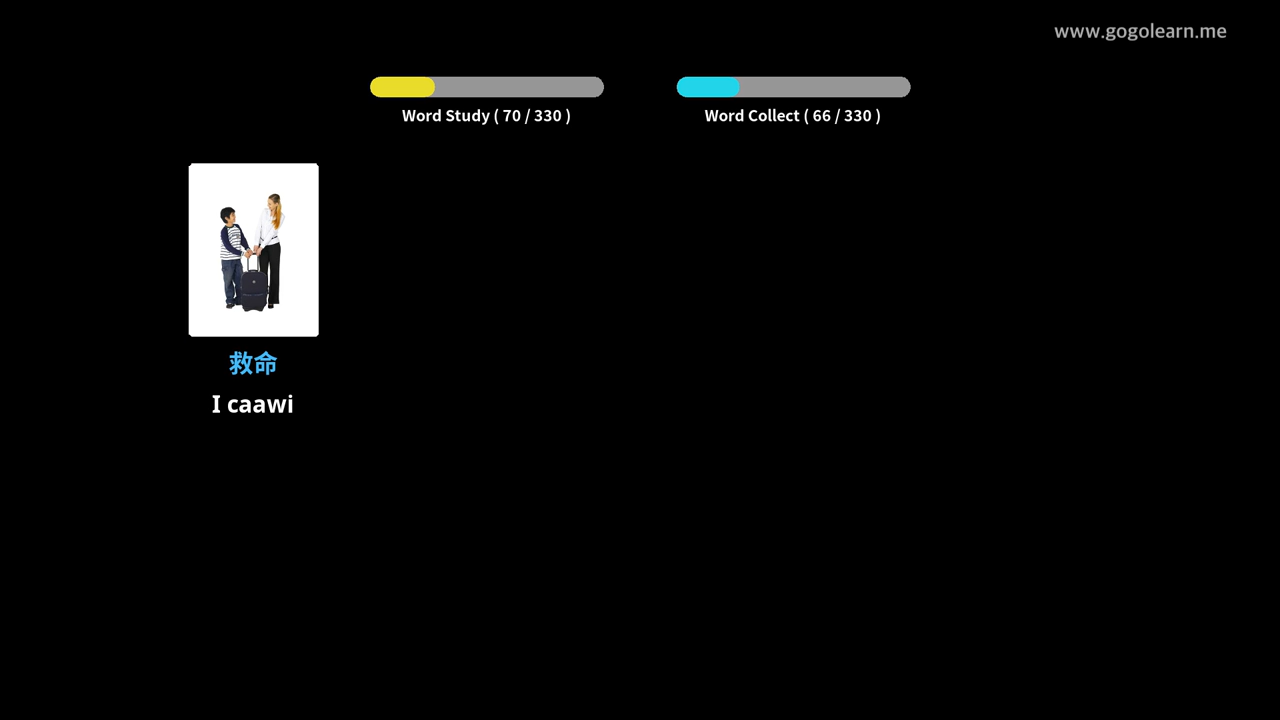 www.gogolearn.me
Word Study ( 70 / 330 )
Word Collect ( 66 / 330 )
救命
I caawi